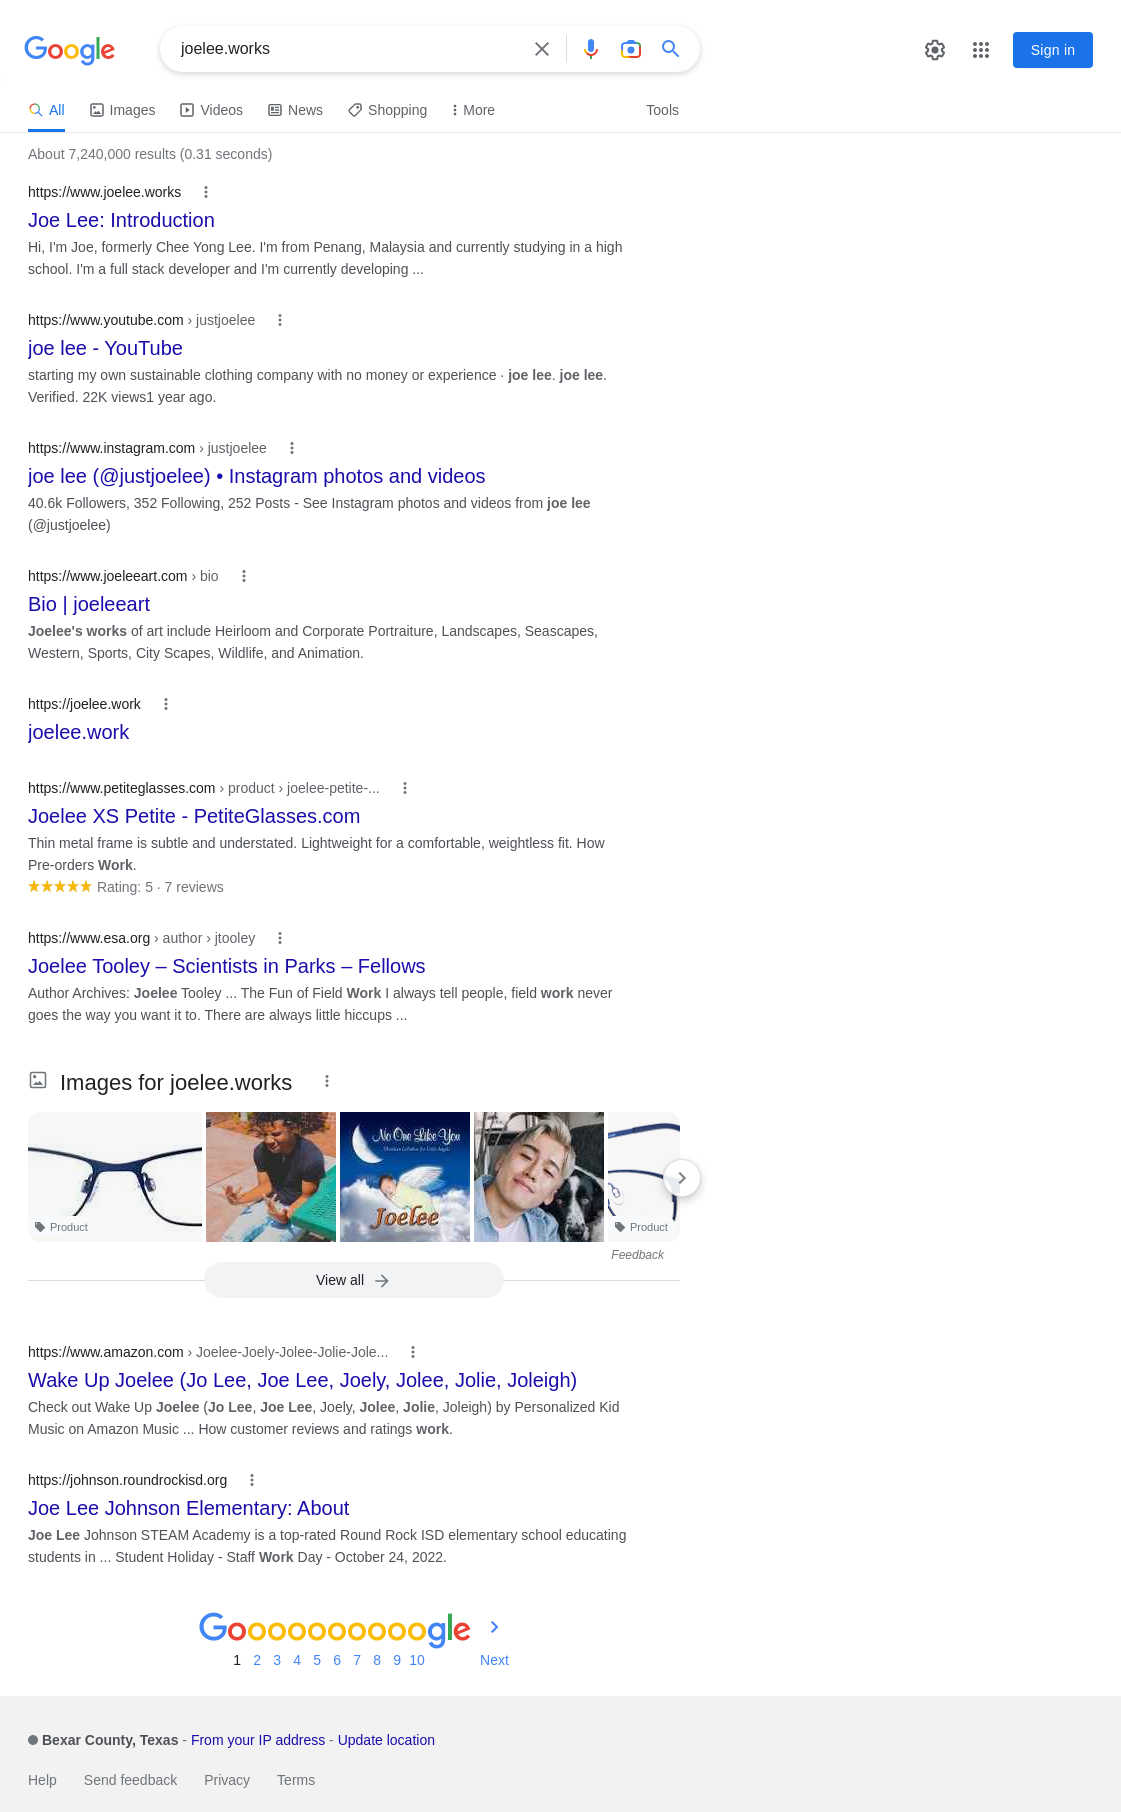 Google
joelee.works
Sign in
All Images Videos News Shopping More Tools
About 7,240,000 results (0.31 seconds)
https://www.joelee.works
Joe Lee: Introduction
Hi, I'm Joe, formerly Chee Yong Lee. I'm from Penang, Malaysia and currently studying in a high
school. I'm a full stack developer and I'm currently developing ...
https://www.youtube.com › justjoelee
joe lee - YouTube
starting my own sustainable clothing company with no money or experience · joe lee. joe lee.
Verified. 22K views1 year ago.
https://www.instagram.com › justjoelee
joe lee (@justjoelee) • Instagram photos and videos
40.6k Followers, 352 Following, 252 Posts - See Instagram photos and videos from joe lee
(@justjoelee)
https://www.joeleeart.com › bio
Bio | joeleeart
Joelee's works of art include Heirloom and Corporate Portraiture, Landscapes, Seascapes,
Western, Sports, City Scapes, Wildlife, and Animation.
https://joelee.work
joelee.work
https://www.petiteglasses.com › product › joelee-petite-...
Joelee XS Petite - PetiteGlasses.com
Thin metal frame is subtle and understated. Lightweight for a comfortable, weightless fit. How
Pre-orders Work.
Rating: 5 · 7 reviews
https://www.esa.org › author › jtooley
Joelee Tooley – Scientists in Parks – Fellows
Author Archives: Joelee Tooley ... The Fun of Field Work I always tell people, field work never
goes the way you want it to. There are always little hiccups ...
Images for joelee.works
No One Like You
Joelee
Product
Product
Feedback
View all
https://www.amazon.com › Joelee-Joely-Jolee-Jolie-Jole...
Wake Up Joelee (Jo Lee, Joe Lee, Joely, Jolee, Jolie, Joleigh)
Check out Wake Up Joelee (Jo Lee, Joe Lee, Joely, Jolee, Jolie, Joleigh) by Personalized Kid
Music on Amazon Music ... How customer reviews and ratings work.
https://johnson.roundrockisd.org
Joe Lee Johnson Elementary: About
Joe Lee Johnson STEAM Academy is a top-rated Round Rock ISD elementary school educating
students in ... Student Holiday - Staff Work Day - October 24, 2022.
Goooooooooogle
1 2 3 4 5 6 7 8 9 10 Next
Bexar County, Texas - From your IP address - Update location
Help Send feedback Privacy Terms